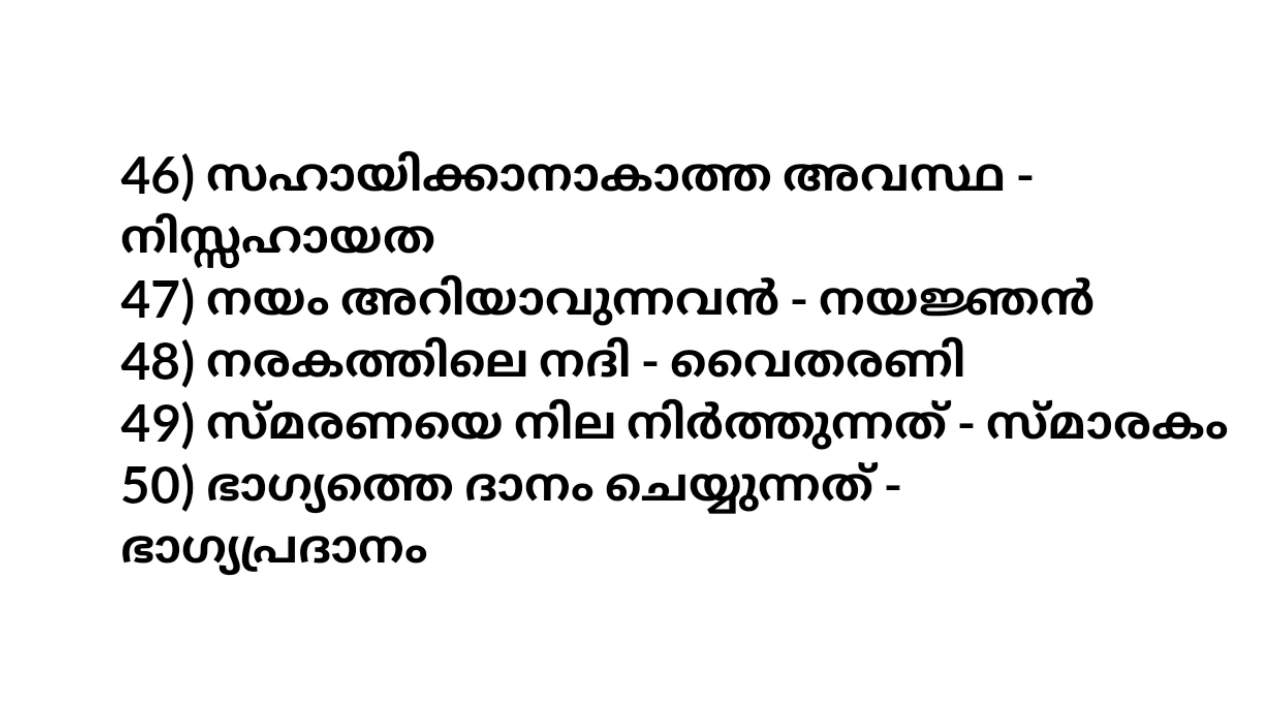 46) സഹായിക്കാനാകാത്ത അവസ്ഥ -
നിസ്സഹായത
47) നയം അറിയാവുന്നവൻ - നയജ്ഞൻ
48) നരകത്തിലെ നദി - വൈതരണി
49) സ്മരണയെ നില നിർത്തുന്നത് - സ്മാരകം
50) ഭാഗ്യത്തെ ദാനം ചെയ്യുന്നത് -
ഭാഗ്യപ്രദാനം